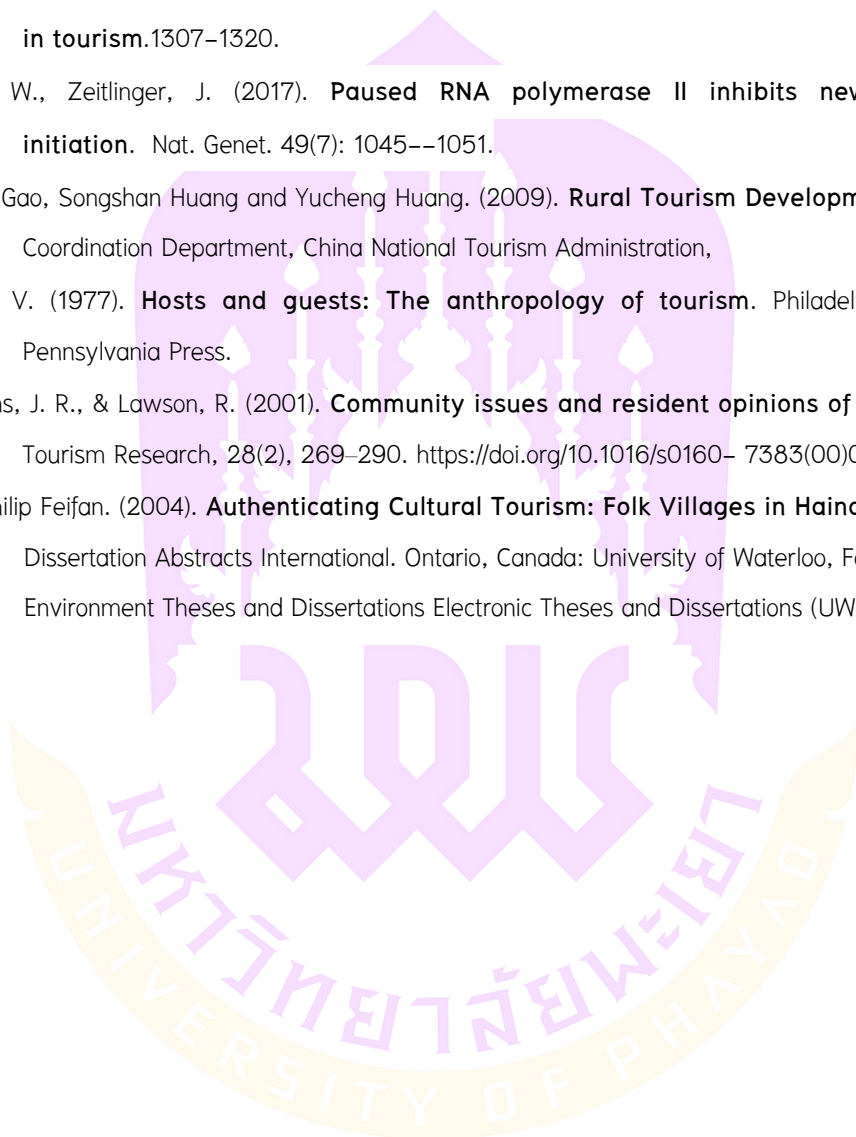 in tourism.1307–1320.
W., Zeitlinger, J. (2017). Paused RNA polymerase II inhibits new
initiation. Nat. Genet. 49(7): 1045--1051.
Gao, Songshan Huang and Yucheng Huang. (2009). Rural Tourism Developm
Coordination Department, China National Tourism Administration,
V. (1977). Hosts and guests: The anthropology of tourism. Philadel
Pennsylvania Press.
ns, J. R., & Lawson, R. (2001). Community issues and resident opinions of
Tourism Research, 28(2), 269–290. https://doi.org/10.1016/s0160– 7383(00)0
hilip Feifan. (2004). Authenticating Cultural Tourism: Folk Villages in Haina
Dissertation Abstracts International. Ontario, Canada: University of Waterloo, Fa
Environment Theses and Dissertations Electronic Theses and Dissertations (UW
มหาวิทยาลัยพะเยา
UNIVERSITY OF PHAYAO